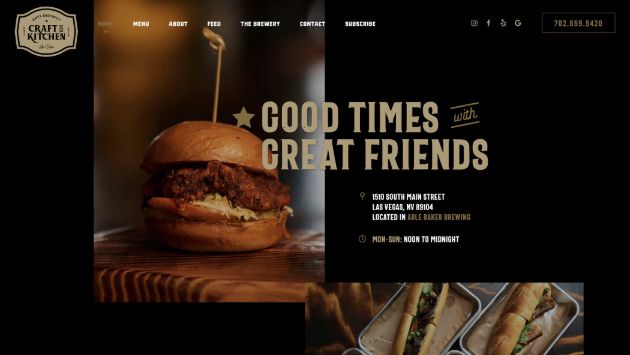 ARTS DISTRICT
CRAFT KITCHEN
Las Vegas
HOME MENU ABOUT FEED THE BREWERY CONTACT SUBSCRIBE
702.659.5420
GOOD TIMES with
GREAT FRIENDS
1510 SOUTH MAIN STREET
LAS VEGAS, NV 89104
LOCATED IN ABLE BAKER BREWING
MON-SUN: NOON TO MIDNIGHT